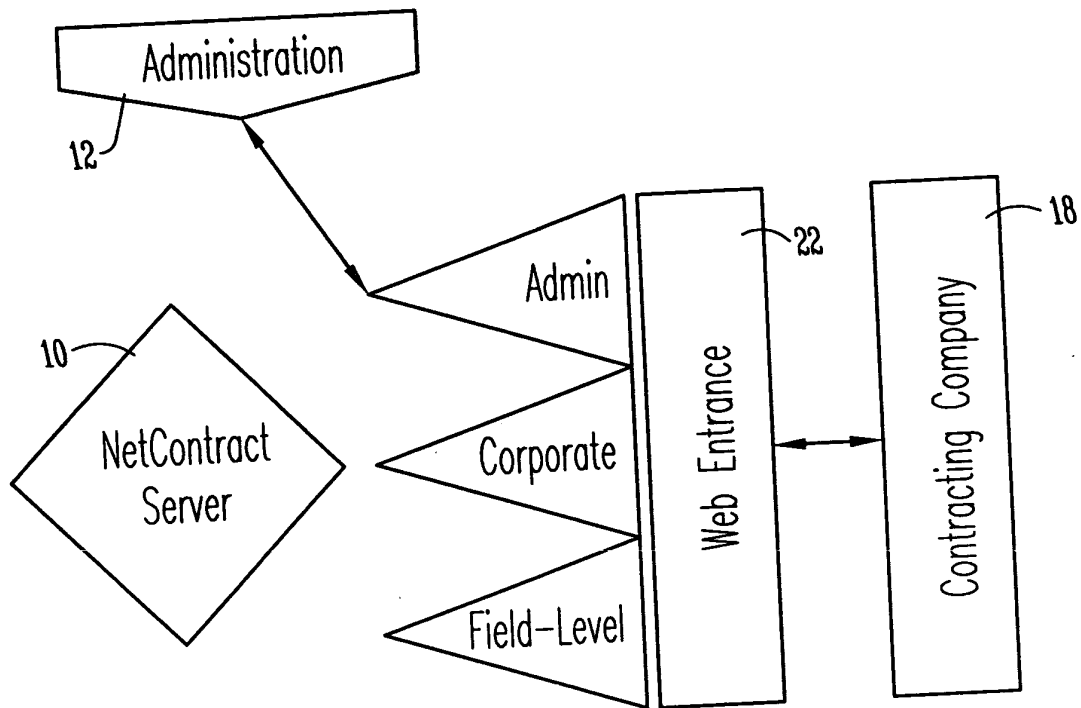 Administration
12
Admin
22
18
10
NetContract
Server
Corporate
Web Entrance
Contracting Company
Field-Level